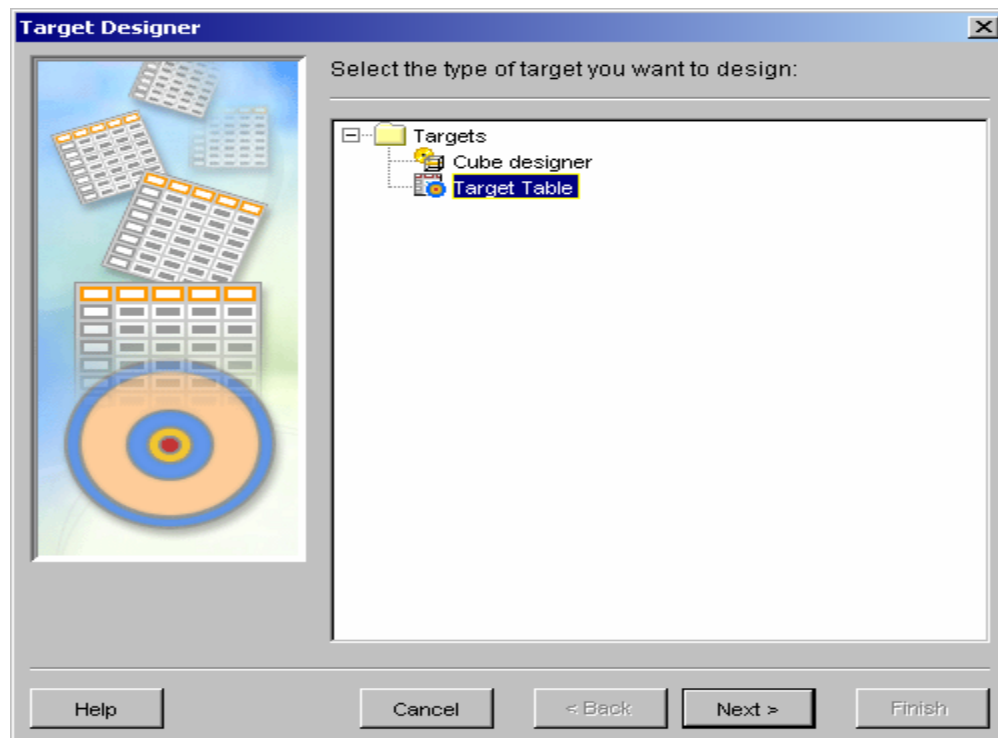 Target Designer
Select the type of target you want to design:
Targets
Cube designer
Target Table
Help
Cancel
< Back
Next >
Finish